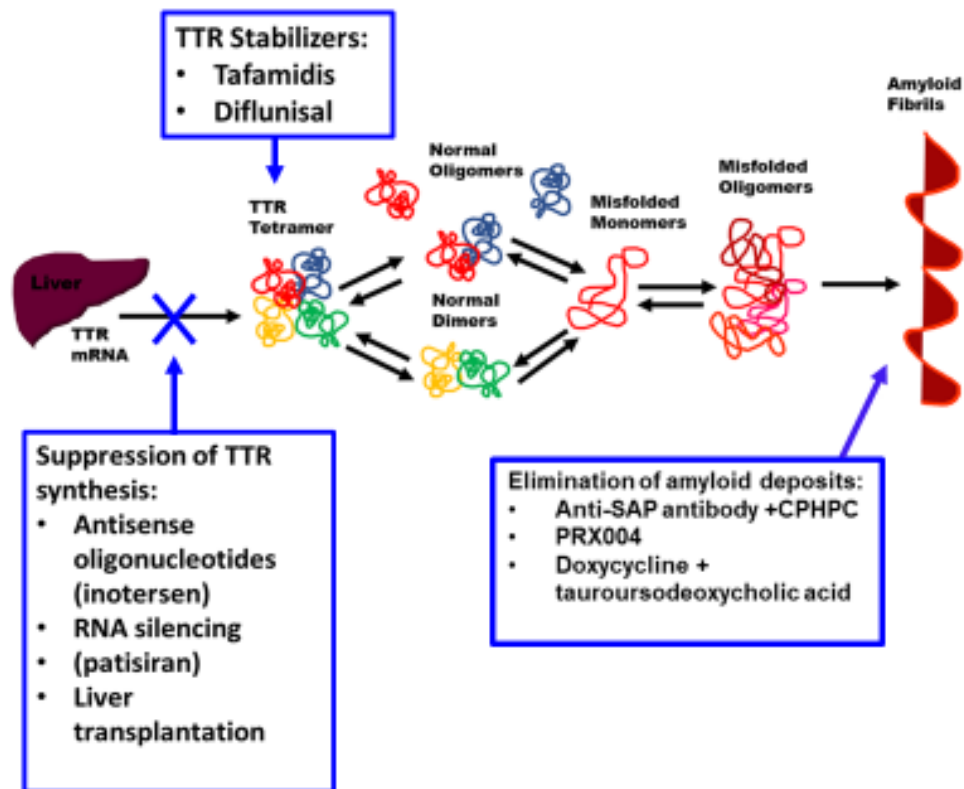 TTR Stabilizers:
• Tafamidis
• Diflunisal
Amyloid
Fibrils
Normal
Oligomers
Misfolded
Oligomers
Misfolded
Monomers
TTR
Tetramer
Liver
Normal
Dimers
TTR
mRNA
Suppression of TTR
synthesis:
• Antisense
oligonucleotides
(inotersen)
• RNA silencing
• (patisiran)
• Liver
transplantation
Elimination of amyloid deposits:
• Anti-SAP antibody +CPHPC
• PRX004
• Doxycycline +
tauroursodeoxycholic acid